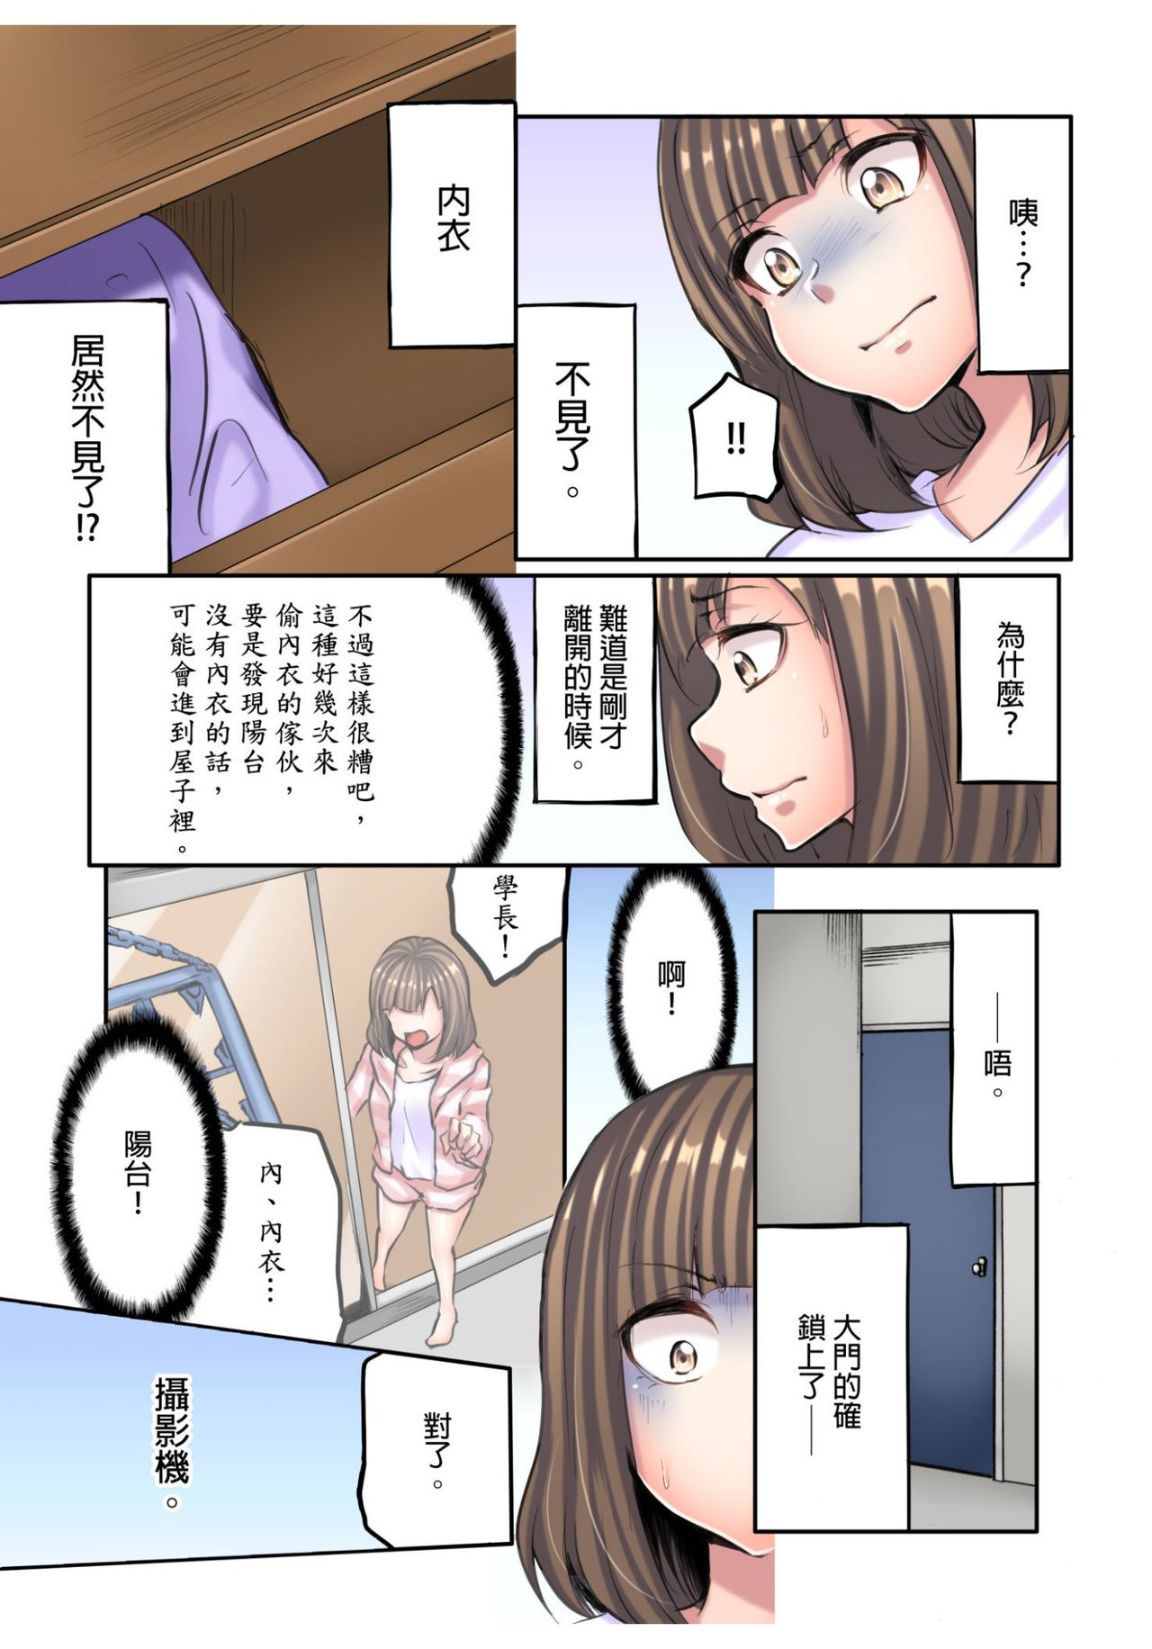 咦…？
!!
不見了。
內衣
居然不見了!?
為什麼？
難道是剛才
離開的時候。
不過這樣很糟吧，
這種好幾次來
偷內衣的傢伙，
要是發現陽台
沒有內衣的話，
可能會進到屋子裡。
——唔。
大門的確
鎖上了——
啊！
學長！
內、內衣…
陽台！
對了。
攝影機。